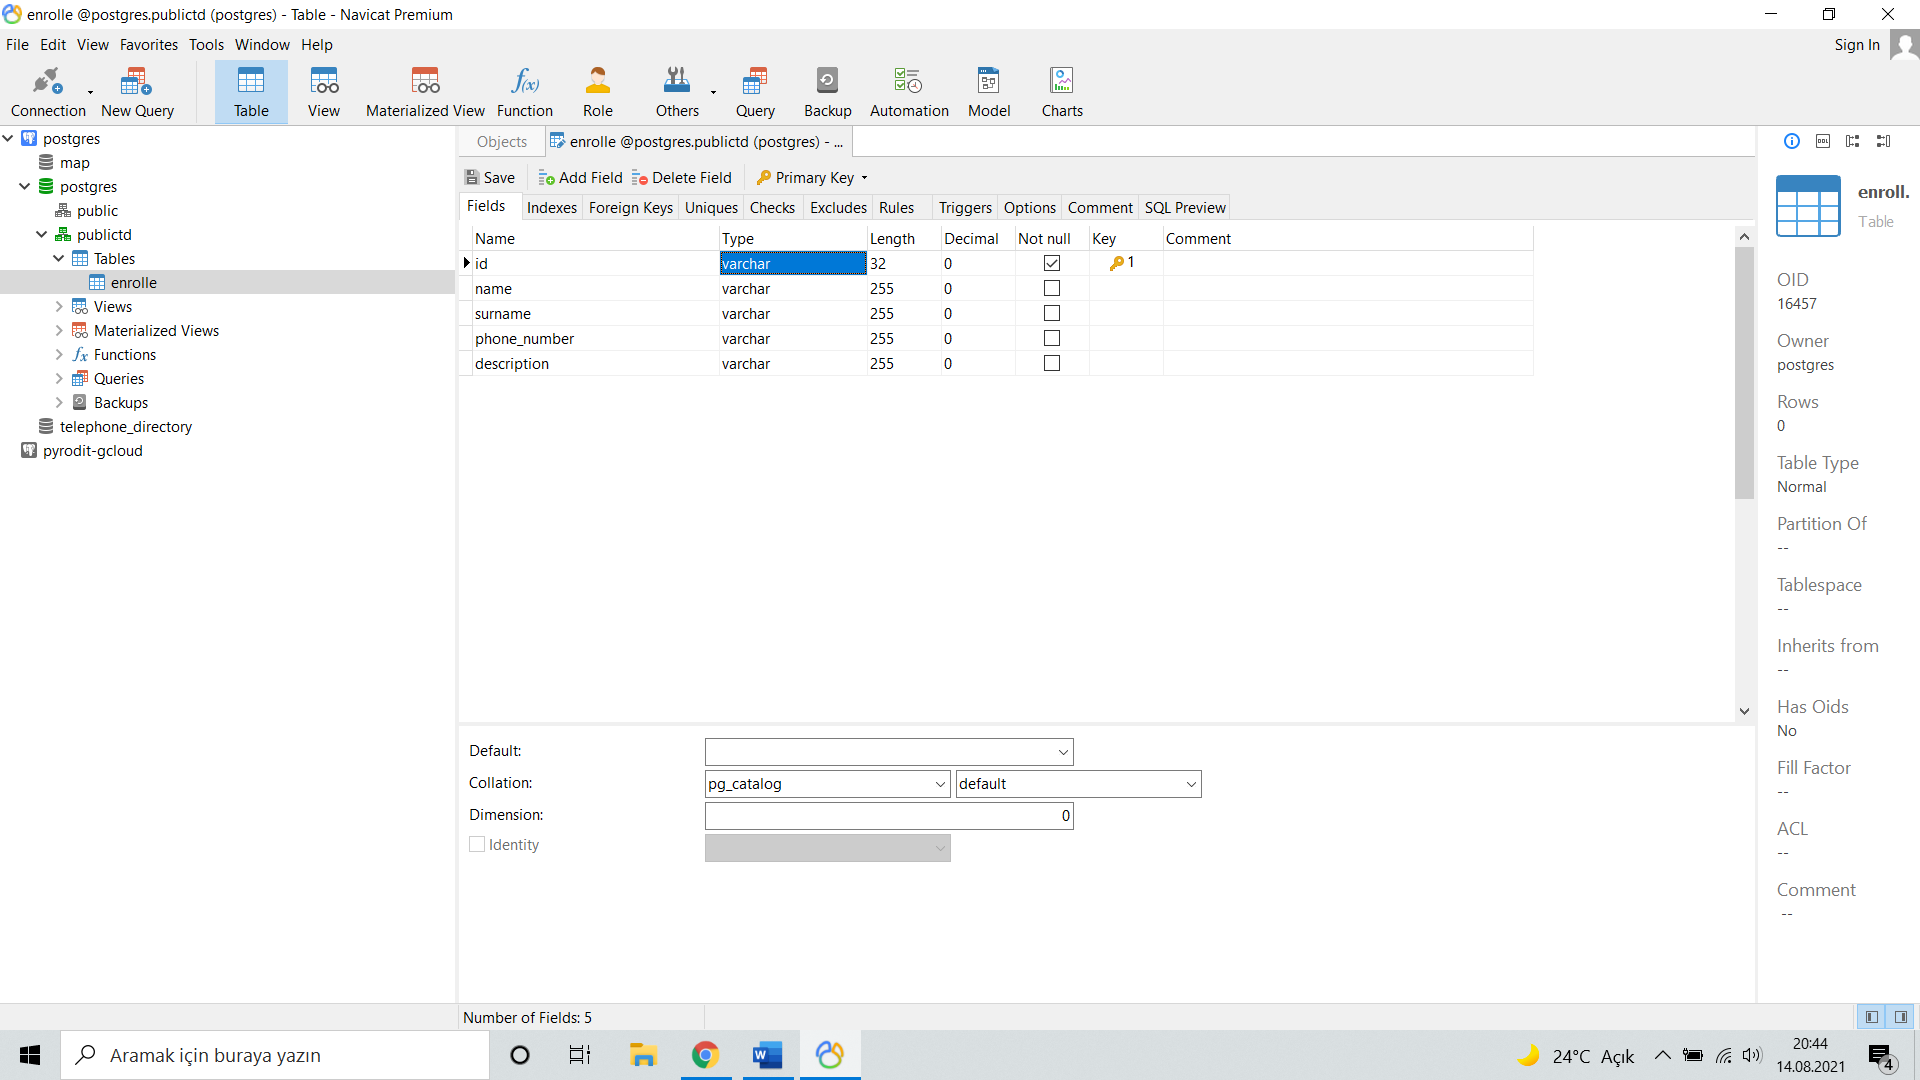 enrolle @postgres.publictd (postgres) - Table - Navicat Premium
File Edit View Favorites Tools Window Help
Sign In
Connection New Query Table View Materialized View Function Role Others Query Backup Automation Model Charts
postgres
map
postgres
public
publictd
Tables
enrolle
Views
Materialized Views
Functions
Queries
Backups
telephone_directory
pyrodit-gcloud
Objects enrolle @postgres.publictd (postgres) - ...
Save Add Field Delete Field Primary Key
Fields Indexes Foreign Keys Uniques Checks Excludes Rules Triggers Options Comment SQL Preview
Name Type Length Decimal Not null Key Comment
id varchar 32 0 1
name varchar 255 0
surname varchar 255 0
phone_number varchar 255 0
description varchar 255 0
Default:
Collation: pg_catalog default
Dimension: 0
Identity
Number of Fields: 5
DDL
enroll.
Table
OID
16457
Owner
postgres
Rows
0
Table Type
Normal
Partition Of
--
Tablespace
--
Inherits from
--
Has Oids
No
Fill Factor
--
ACL
--
Comment
--
Aramak için buraya yazın
24°C Açık
20:44
14.08.2021
4